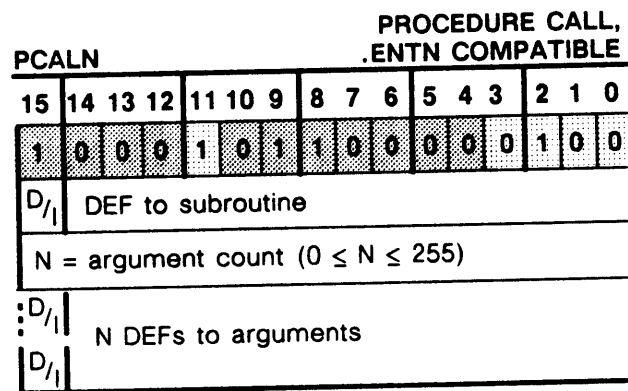 PROCEDURE CALL,
PCALN .ENTN COMPATIBLE
15 14 13 12 11 10 9 8 7 6 5 4 3 2 1 0
1 0 0 0 1 0 1 1 0 0 0 0 0 1 0 0
D/I DEF to subroutine
N = argument count (0 ≤ N ≤ 255)
D/I
N DEFs to arguments
D/I